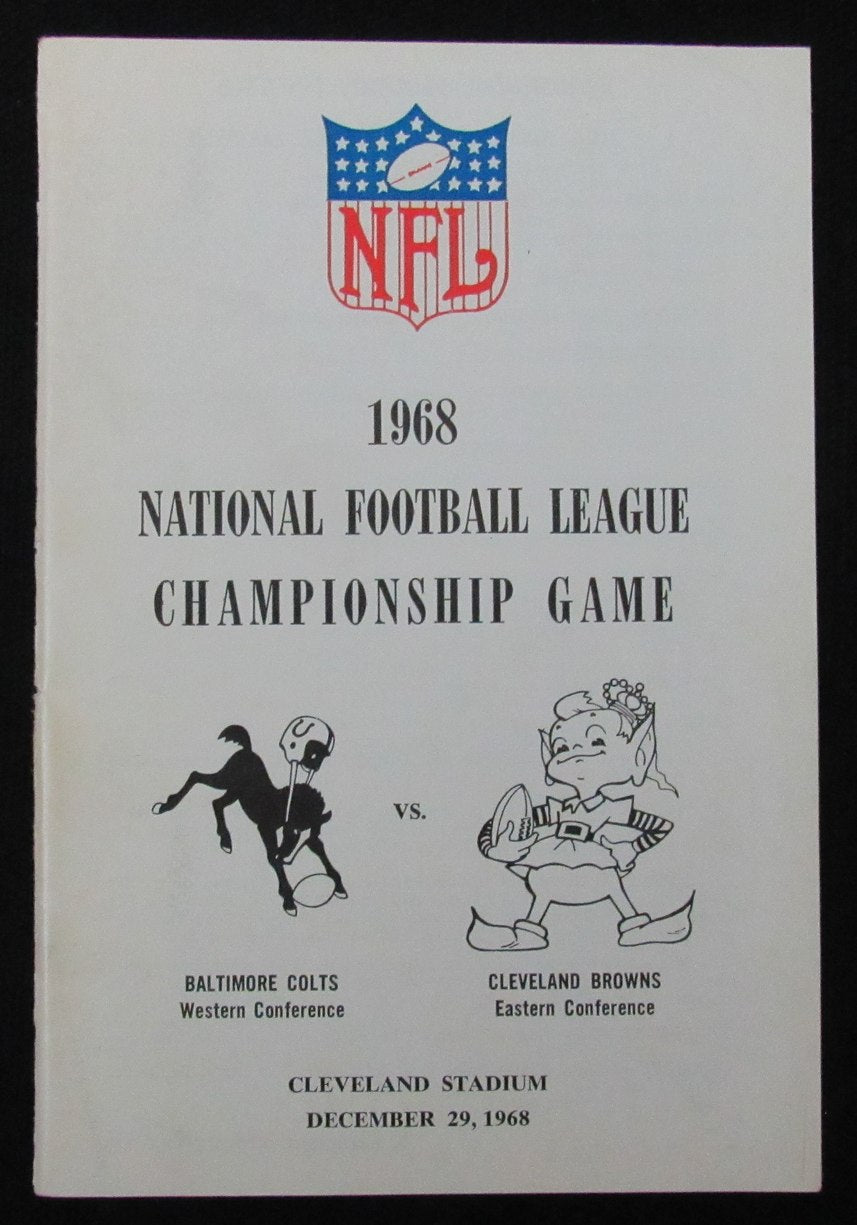 NFL
1968
NATIONAL FOOTBALL LEAGUE
CHAMPIONSHIP GAME
vs.
BALTIMORE COLTS
Western Conference
CLEVELAND BROWNS
Eastern Conference
CLEVELAND STADIUM
DECEMBER 29, 1968